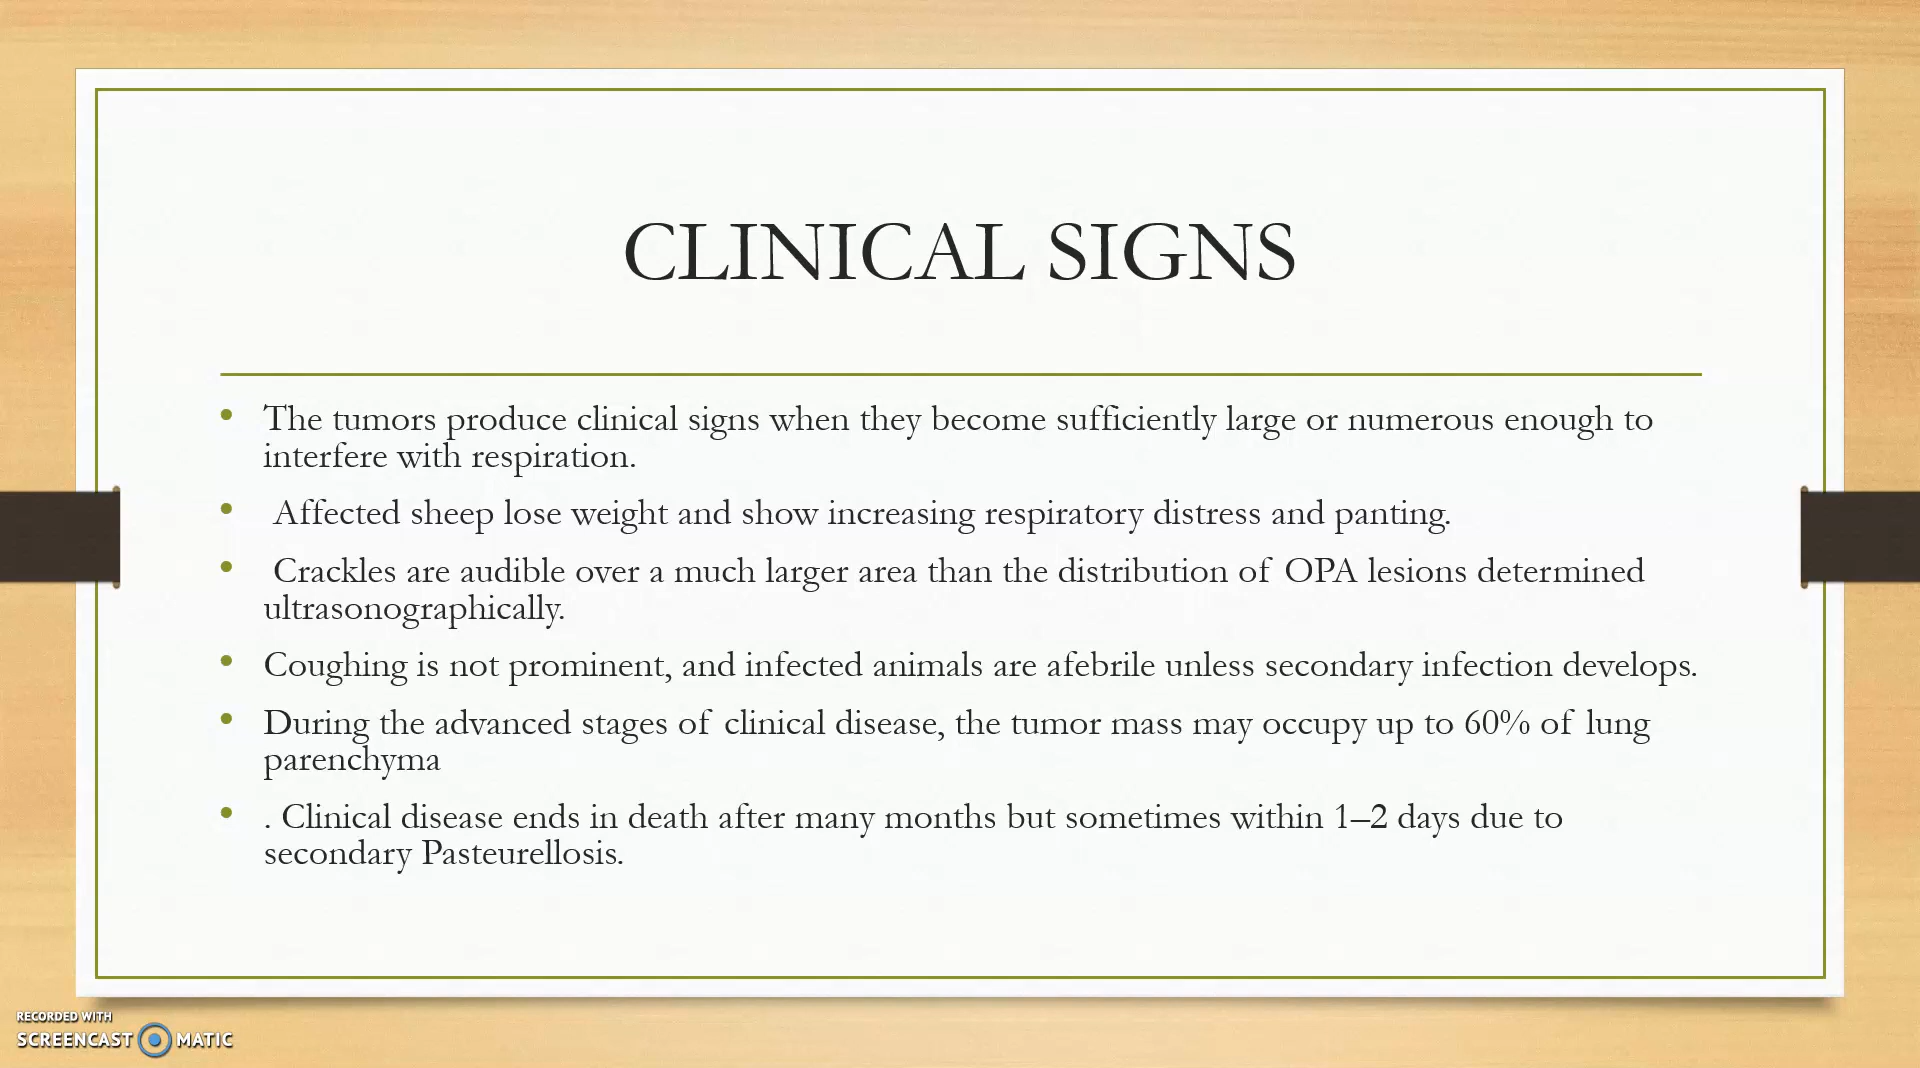 CLINICAL SIGNS
• The tumors produce clinical signs when they become sufficiently large or numerous enough to
interfere with respiration.
• Affected sheep lose weight and show increasing respiratory distress and panting.
• Crackles are audible over a much larger area than the distribution of OPA lesions determined
ultrasonographically.
• Coughing is not prominent, and infected animals are afebrile unless secondary infection develops.
• During the advanced stages of clinical disease, the tumor mass may occupy up to 60% of lung
parenchyma
• . Clinical disease ends in death after many months but sometimes within 1–2 days due to
secondary Pasteurellosis.
RECORDED WITH
SCREENCAST MATIC